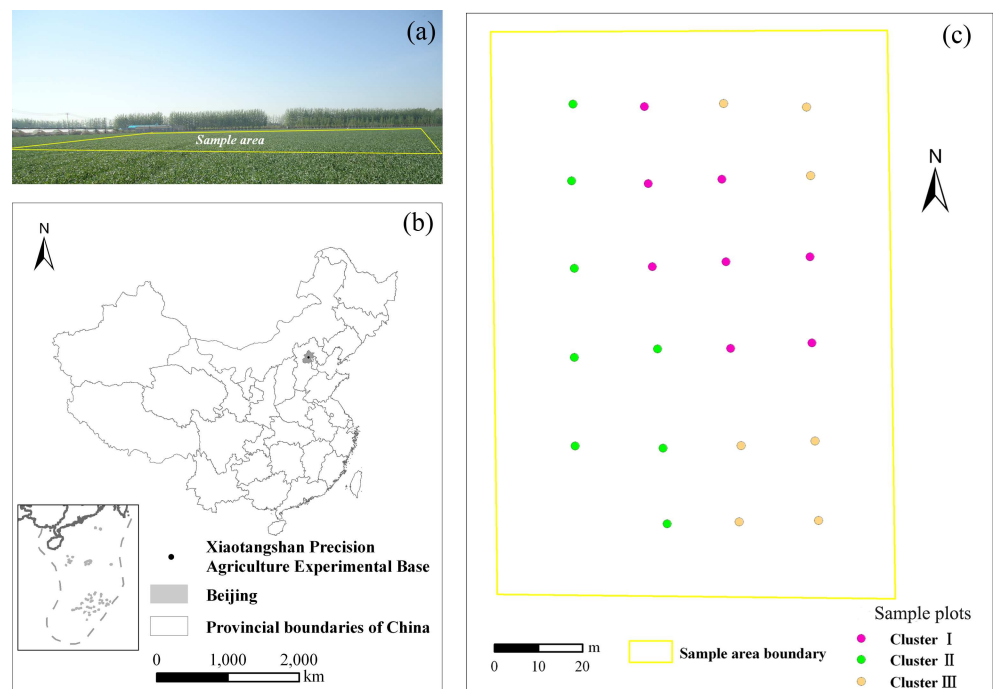 (a)
Sample area
(b)
N
Xiaotangshan Precision
Agriculture Experimental Base
Beijing
Provincial boundaries of China
0 1,000 2,000
km
(c)
N
Sample plots
Cluster Ⅰ
Cluster Ⅱ
Cluster Ⅲ
m
0 10 20
Sample area boundary